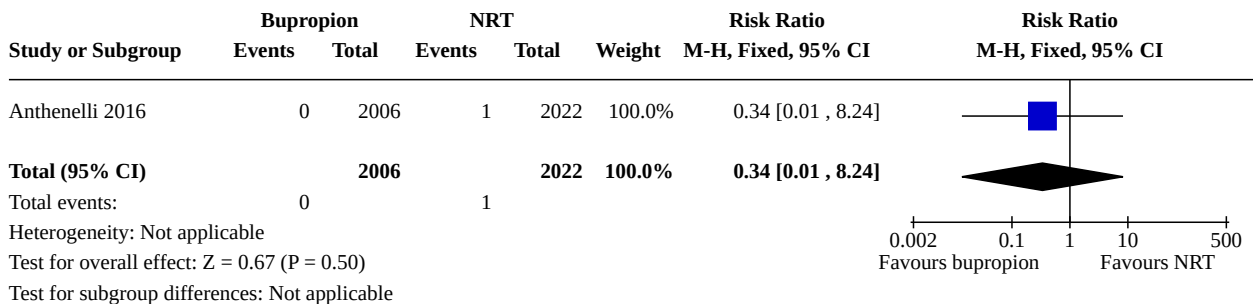 Bupropion NRT Risk Ratio Risk Ratio
Study or Subgroup Events Total Events Total Weight M-H, Fixed, 95% CI M-H, Fixed, 95% CI
Anthenelli 2016 0 2006 1 2022 100.0% 0.34 [0.01 , 8.24]
Total (95% CI) 2006 2022 100.0% 0.34 [0.01 , 8.24]
Total events: 0 1
Heterogeneity: Not applicable
0.002 0.1 1 10 500
Test for overall effect: Z = 0.67 (P = 0.50) Favours bupropion Favours NRT
Test for subgroup differences: Not applicable